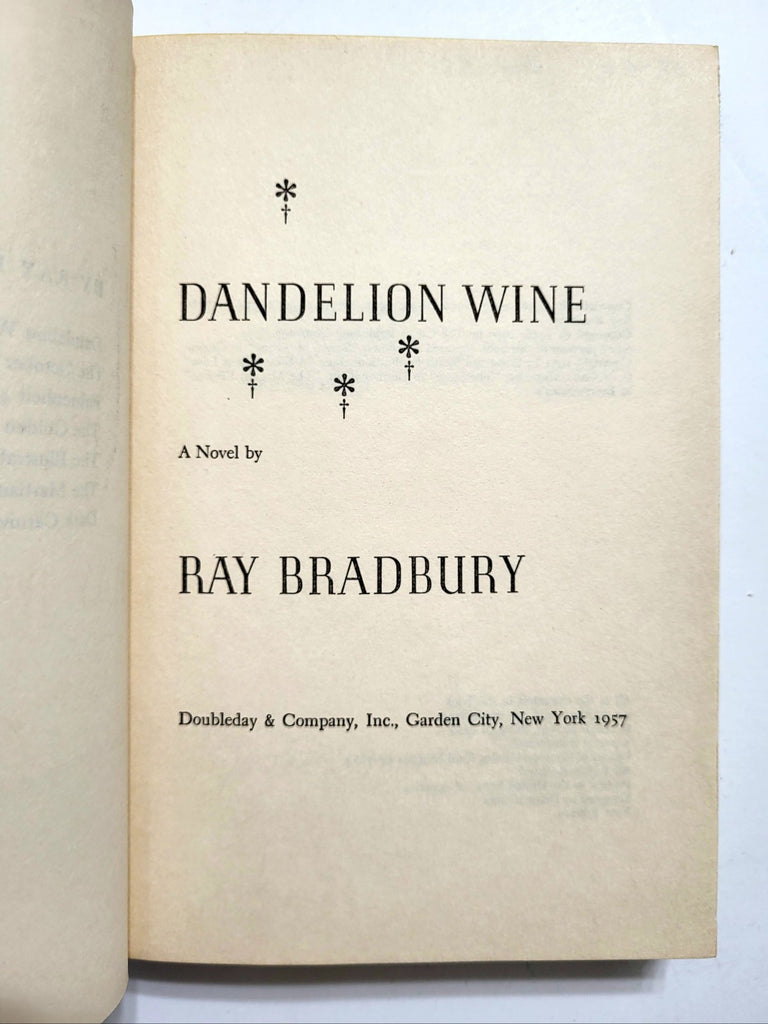 *
†
DANDELION WINE
* * *
† † †
A Novel by
RAY BRADBURY
Doubleday & Company, Inc., Garden City, New York 1957